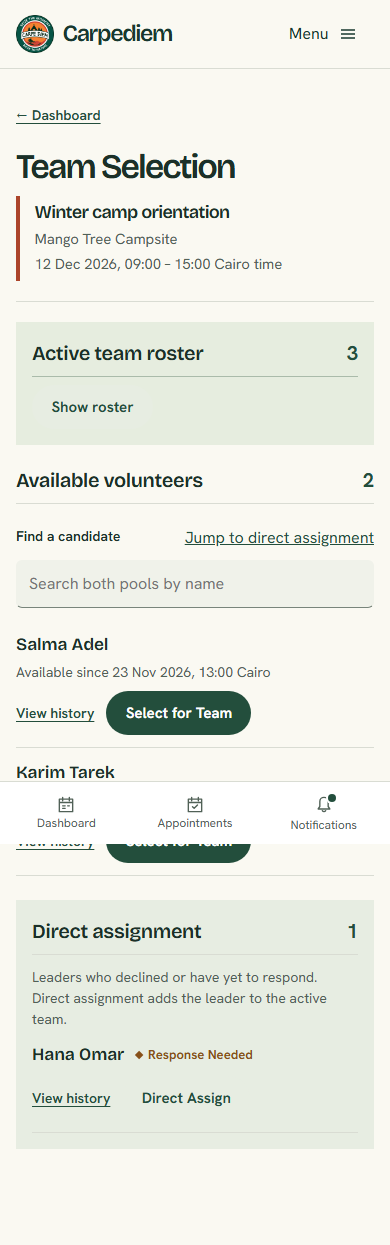 Carpediem
Menu
← Dashboard
Team Selection
Winter camp orientation
Mango Tree Campsite
12 Dec 2026, 09:00 – 15:00 Cairo time
Active team roster 3
Show roster
Available volunteers 2
Find a candidate Jump to direct assignment
Search both pools by name
Salma Adel
Available since 23 Nov 2026, 13:00 Cairo
View history Select for Team
Karim Tarek
Dashboard Appointments Notifications
Direct assignment 1
Leaders who declined or have yet to respond.
Direct assignment adds the leader to the active
team.
Hana Omar ◆ Response Needed
View history Direct Assign